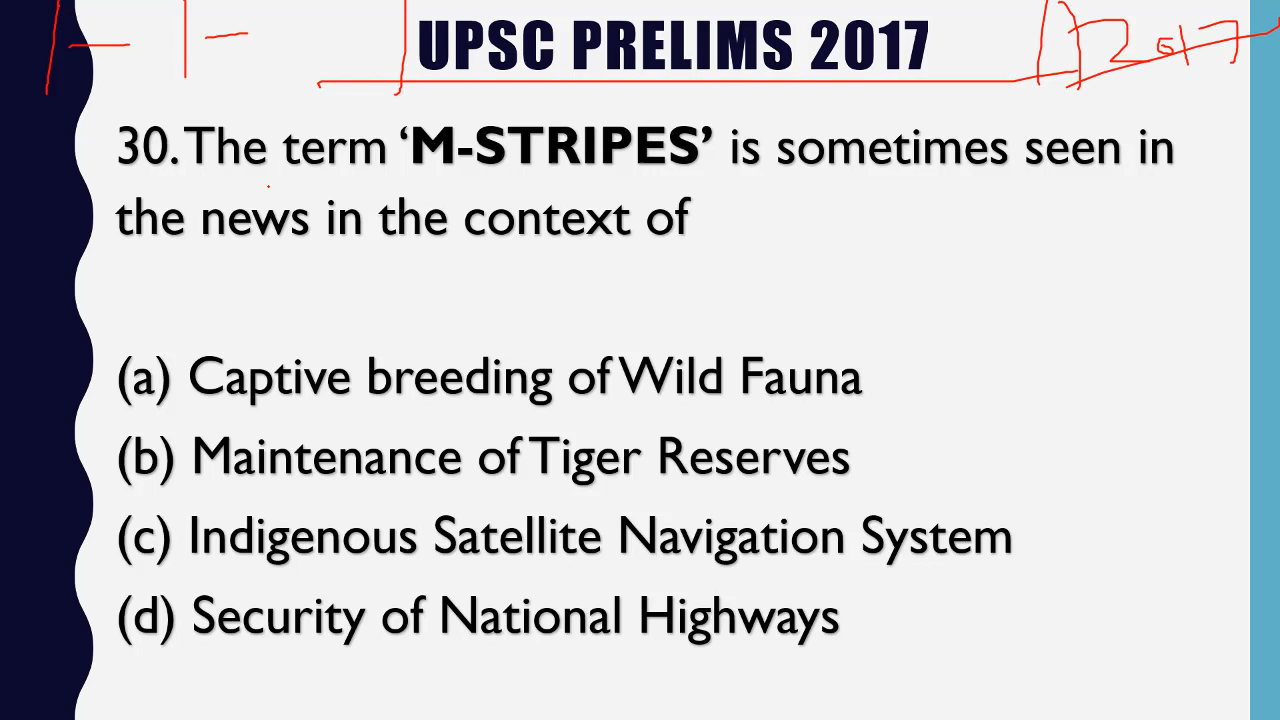 UPSC PRELIMS 2017
2017
30. The term ‘M-STRIPES’ is sometimes seen in
the news in the context of
(a) Captive breeding of Wild Fauna
(b) Maintenance of Tiger Reserves
(c) Indigenous Satellite Navigation System
(d) Security of National Highways